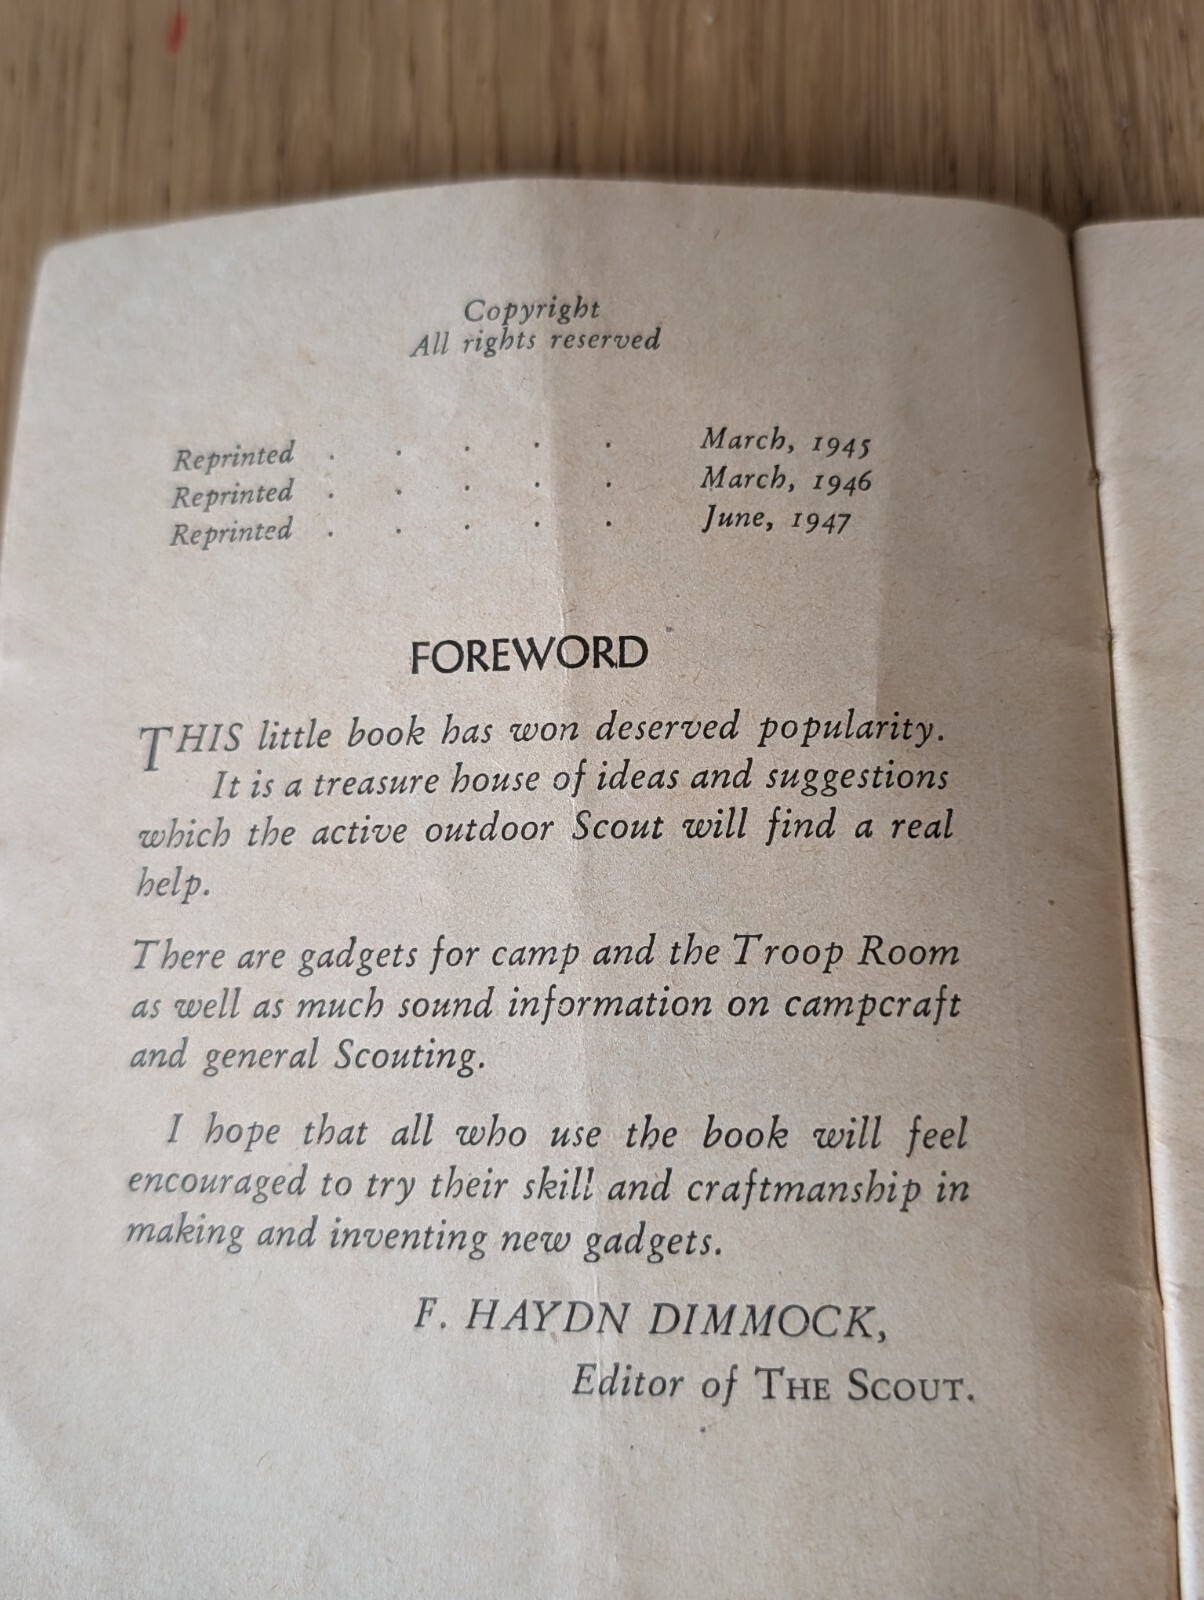 Copyright
All rights reserved
Reprinted . . . . . March, 1945
Reprinted . . . . . March, 1946
Reprinted . . . . . June, 1947
FOREWORD
THIS little book has won deserved popularity.
It is a treasure house of ideas and suggestions
which the active outdoor Scout will find a real
help.
There are gadgets for camp and the Troop Room
as well as much sound information on campcraft
and general Scouting.
I hope that all who use the book will feel
encouraged to try their skill and craftmanship in
making and inventing new gadgets.
F. HAYDN DIMMOCK,
Editor of THE SCOUT.